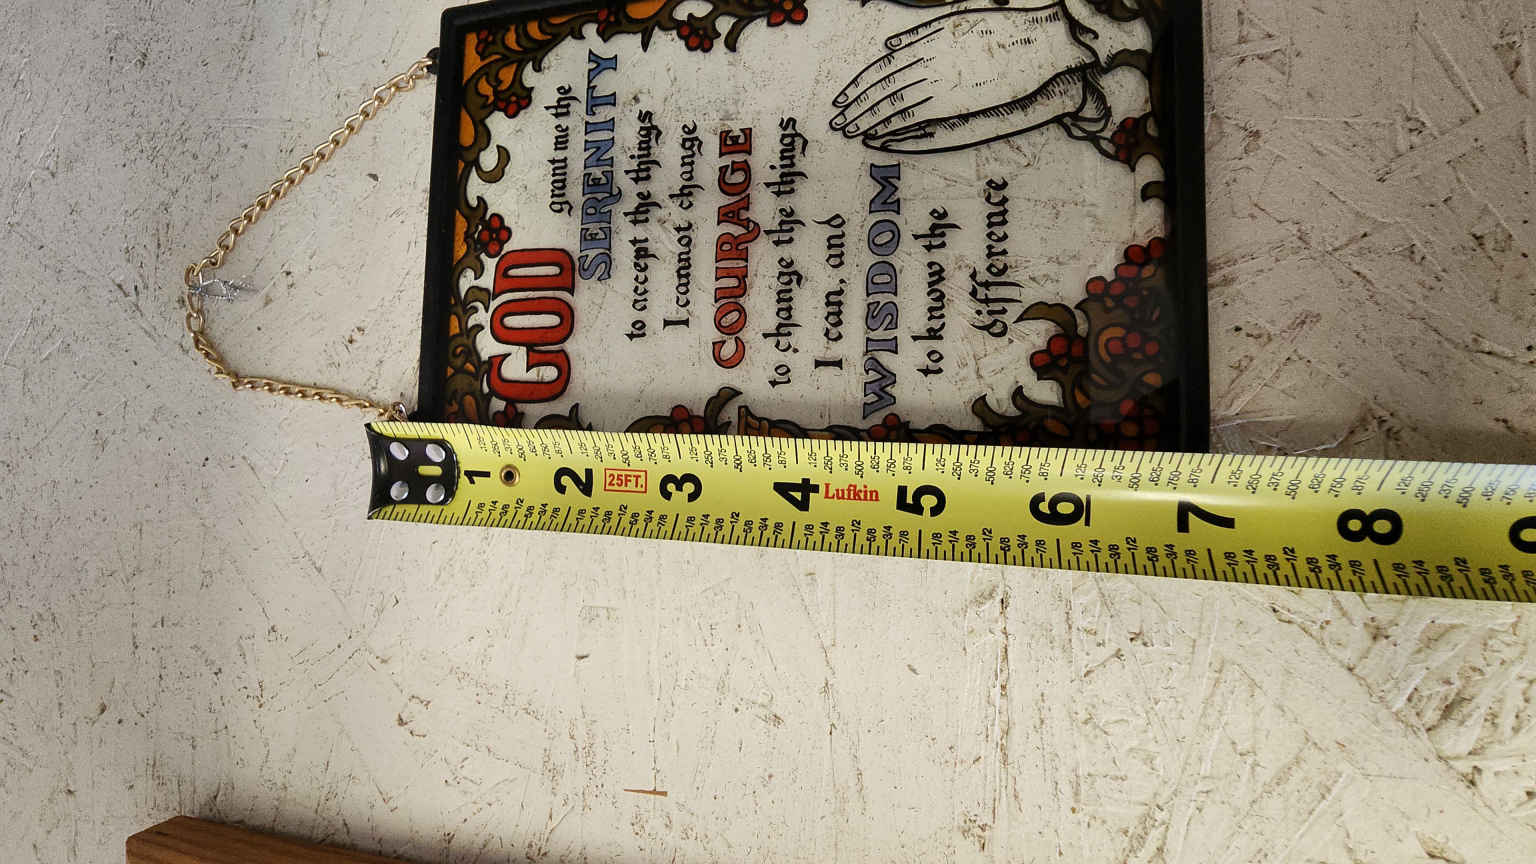 GOD
grant me the
SERENITY
to accept the things
I cannot change
COURAGE
to change the things
I can, and
WISDOM
to know the
difference
1 2 25FT. 3 4 Lufkin 5 6 7 8 9